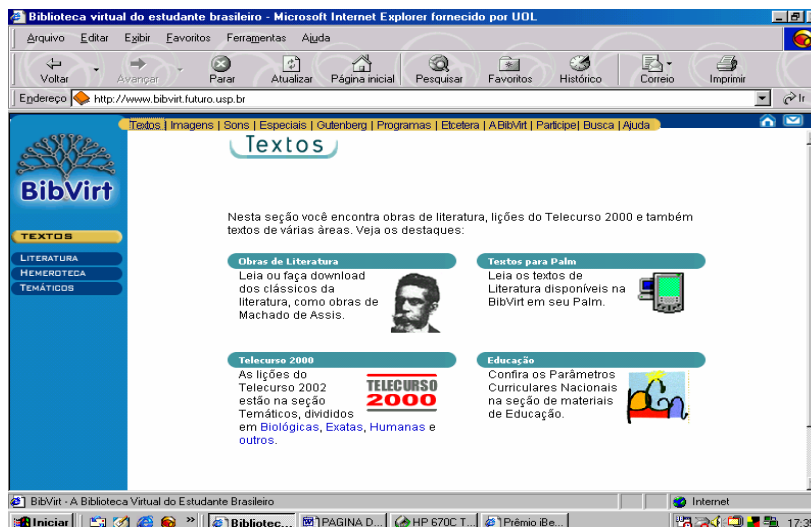 Biblioteca virtual do estudante brasileiro - Microsoft Internet Explorer fornecido por UOL
Arquivo Editar Exibir Favoritos Ferramentas Ajuda
Voltar Avançar Parar Atualizar Página inicial Pesquisar Favoritos Histórico Correio Imprimir
Endereço http://www.bibvirt.futuro.usp.br Ir
Textos | Imagens | Sons | Especiais | Gutenberg | Programas | Etcetera | A BibVirt | Participe| Busca | Ajuda
Textos
BibVirt
Nesta seção você encontra obras de literatura, lições do Telecurso 2000 e também
textos de várias áreas. Veja os destaques:
TEXTOS
LITERATURA
HEMEROTECA
TEMÁTICOS
Obras de Literatura
Leia ou faça download
dos clássicos da
literatura, como obras de
Machado de Assis.
Textos para Palm
Leia os textos de
Literatura disponíveis na
BibVirt em seu Palm.
Telecurso 2000
As lições do
Telecurso 2002
estão na seção
Temáticos, divididos
em Biológicas, Exatas, Humanas e
outros.
TELECURSO
2000
Educação
Confira os Parâmetros
Curriculares Nacionais
na seção de materiais
de Educação.
BibVirt - A Biblioteca Virtual do Estudante Brasileiro Internet
Iniciar » Bibliotec... PAGINA D... HP 670C T... Prêmio iBe...